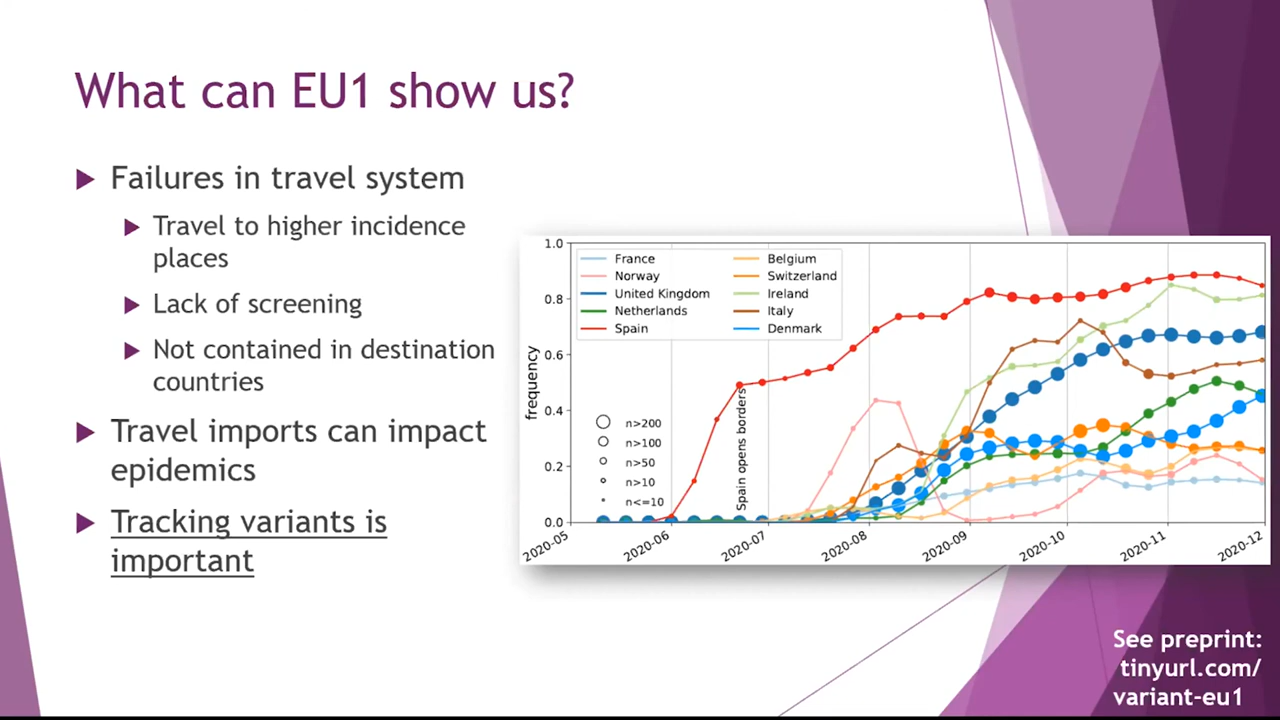 What can EU1 show us?
Failures in travel system
Travel to higher incidence
places
Lack of screening
Not contained in destination
countries
Travel imports can impact
epidemics
Tracking variants is
important
1.0
0.8
0.6
0.4
0.2
0.0
frequency
France
Norway
United Kingdom
Netherlands
Spain
Belgium
Switzerland
Ireland
Italy
Denmark
n>200
n>100
n>50
n>10
n<=10
Spain opens borders
2020-05
2020-06
2020-07
2020-08
2020-09
2020-10
2020-11
2020-12
See preprint:
tinyurl.com/
variant-eu1